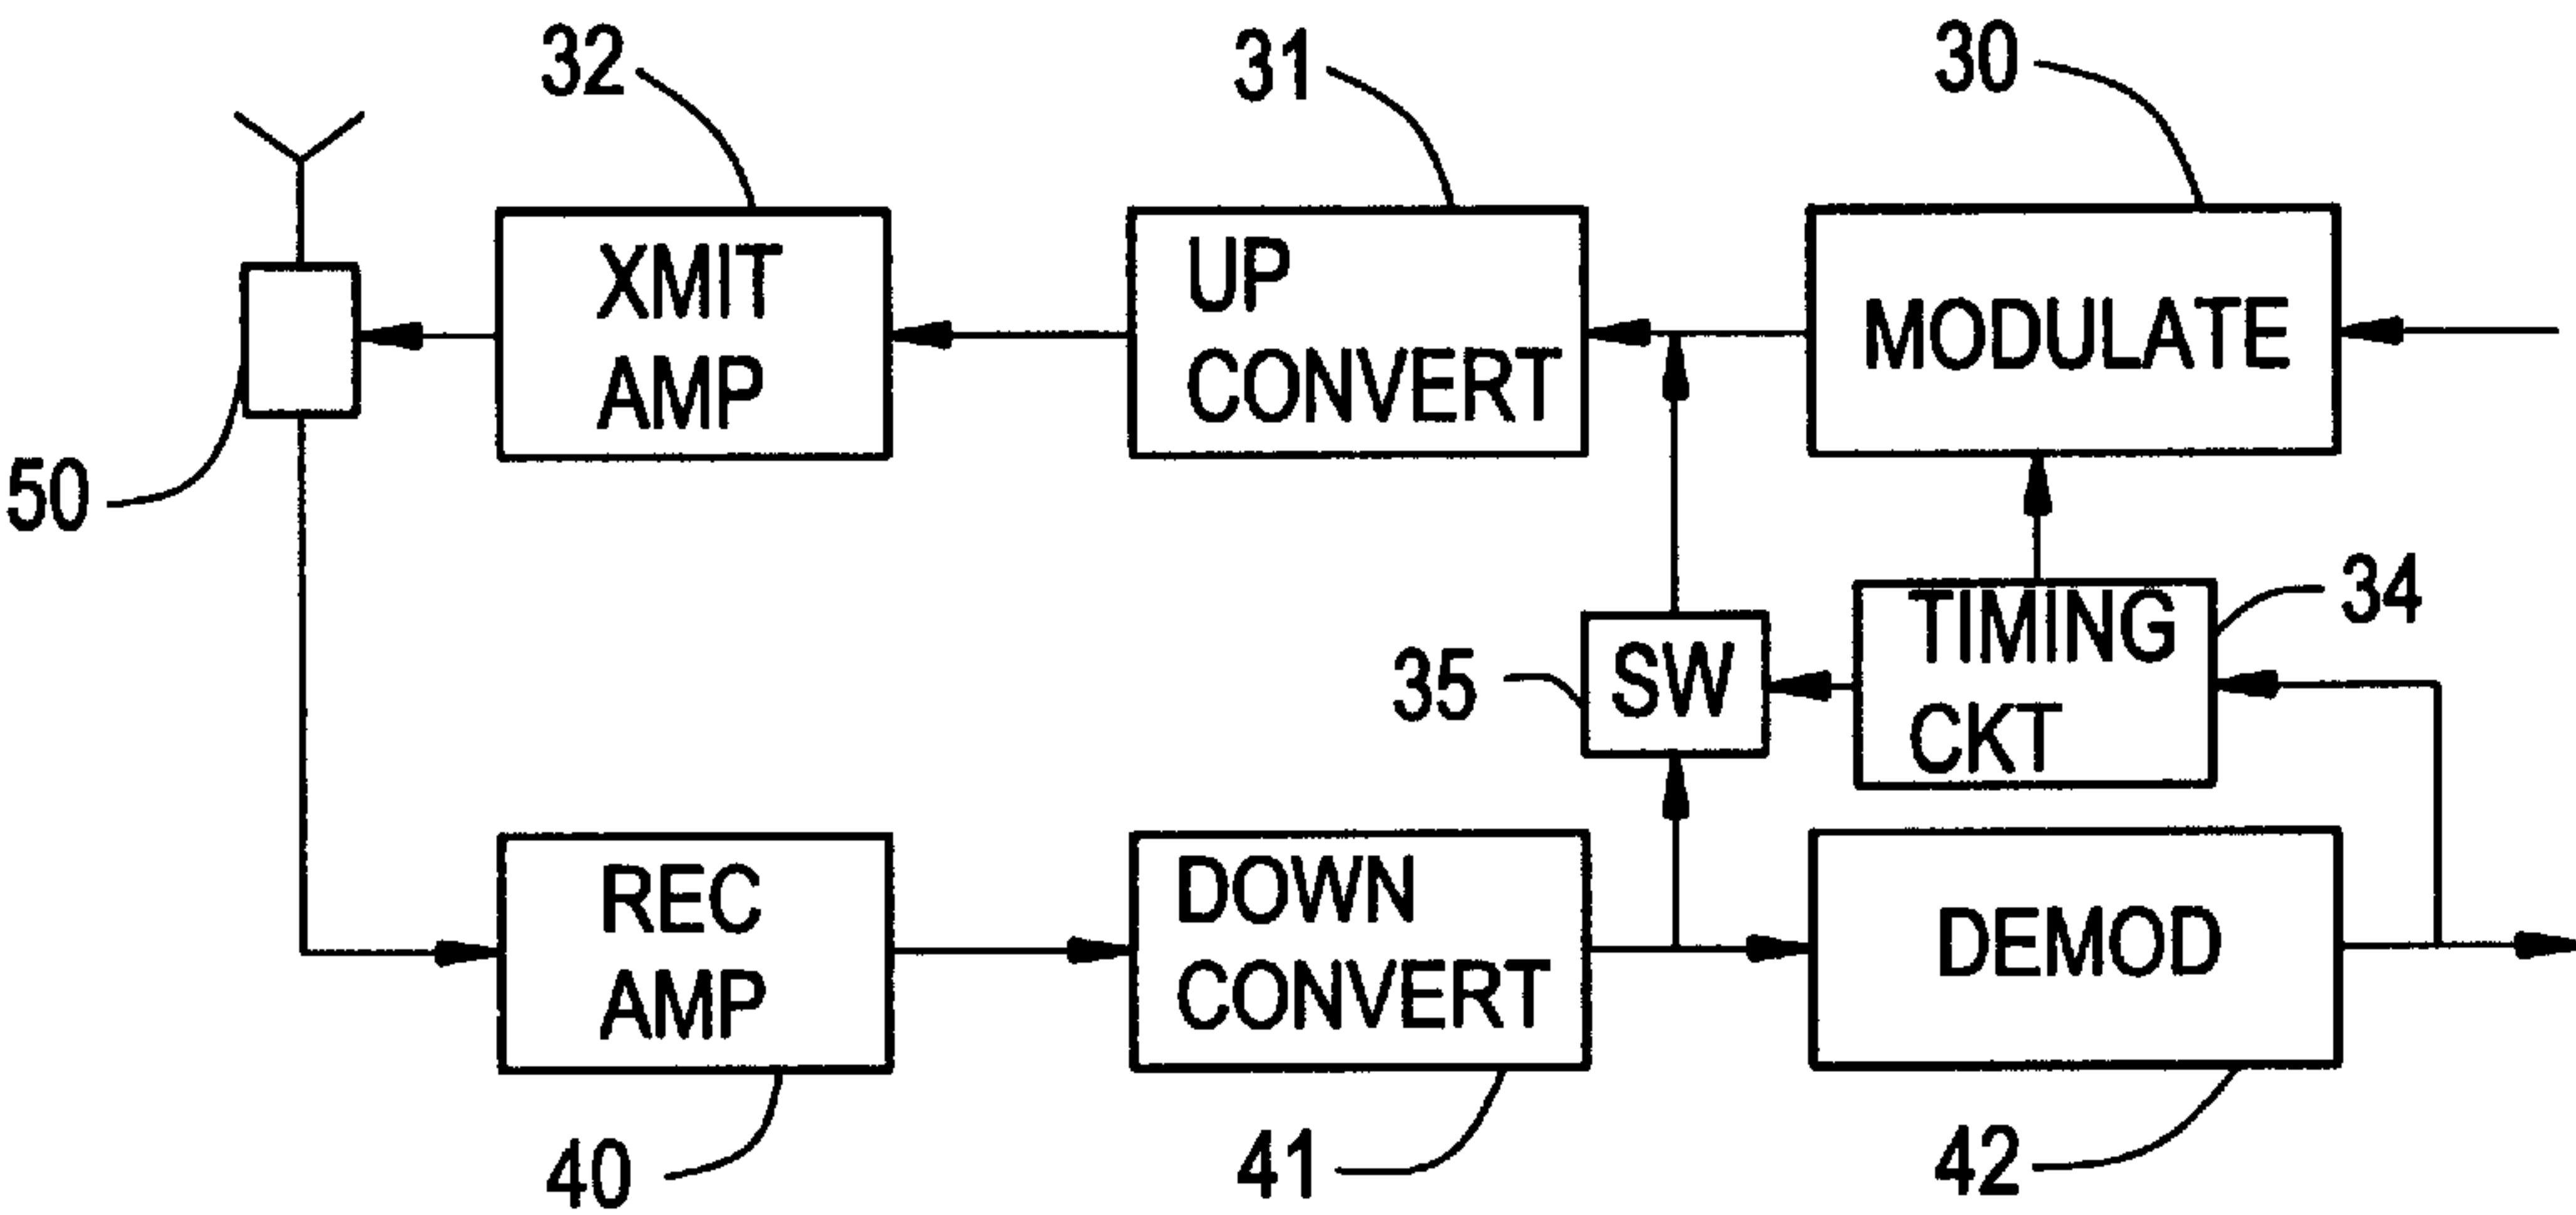 32
31
30
XMIT
AMP
UP
CONVERT
MODULATE
50
34
35
SW
TIMING
CKT
REC
AMP
DOWN
CONVERT
DEMOD
40
41
42